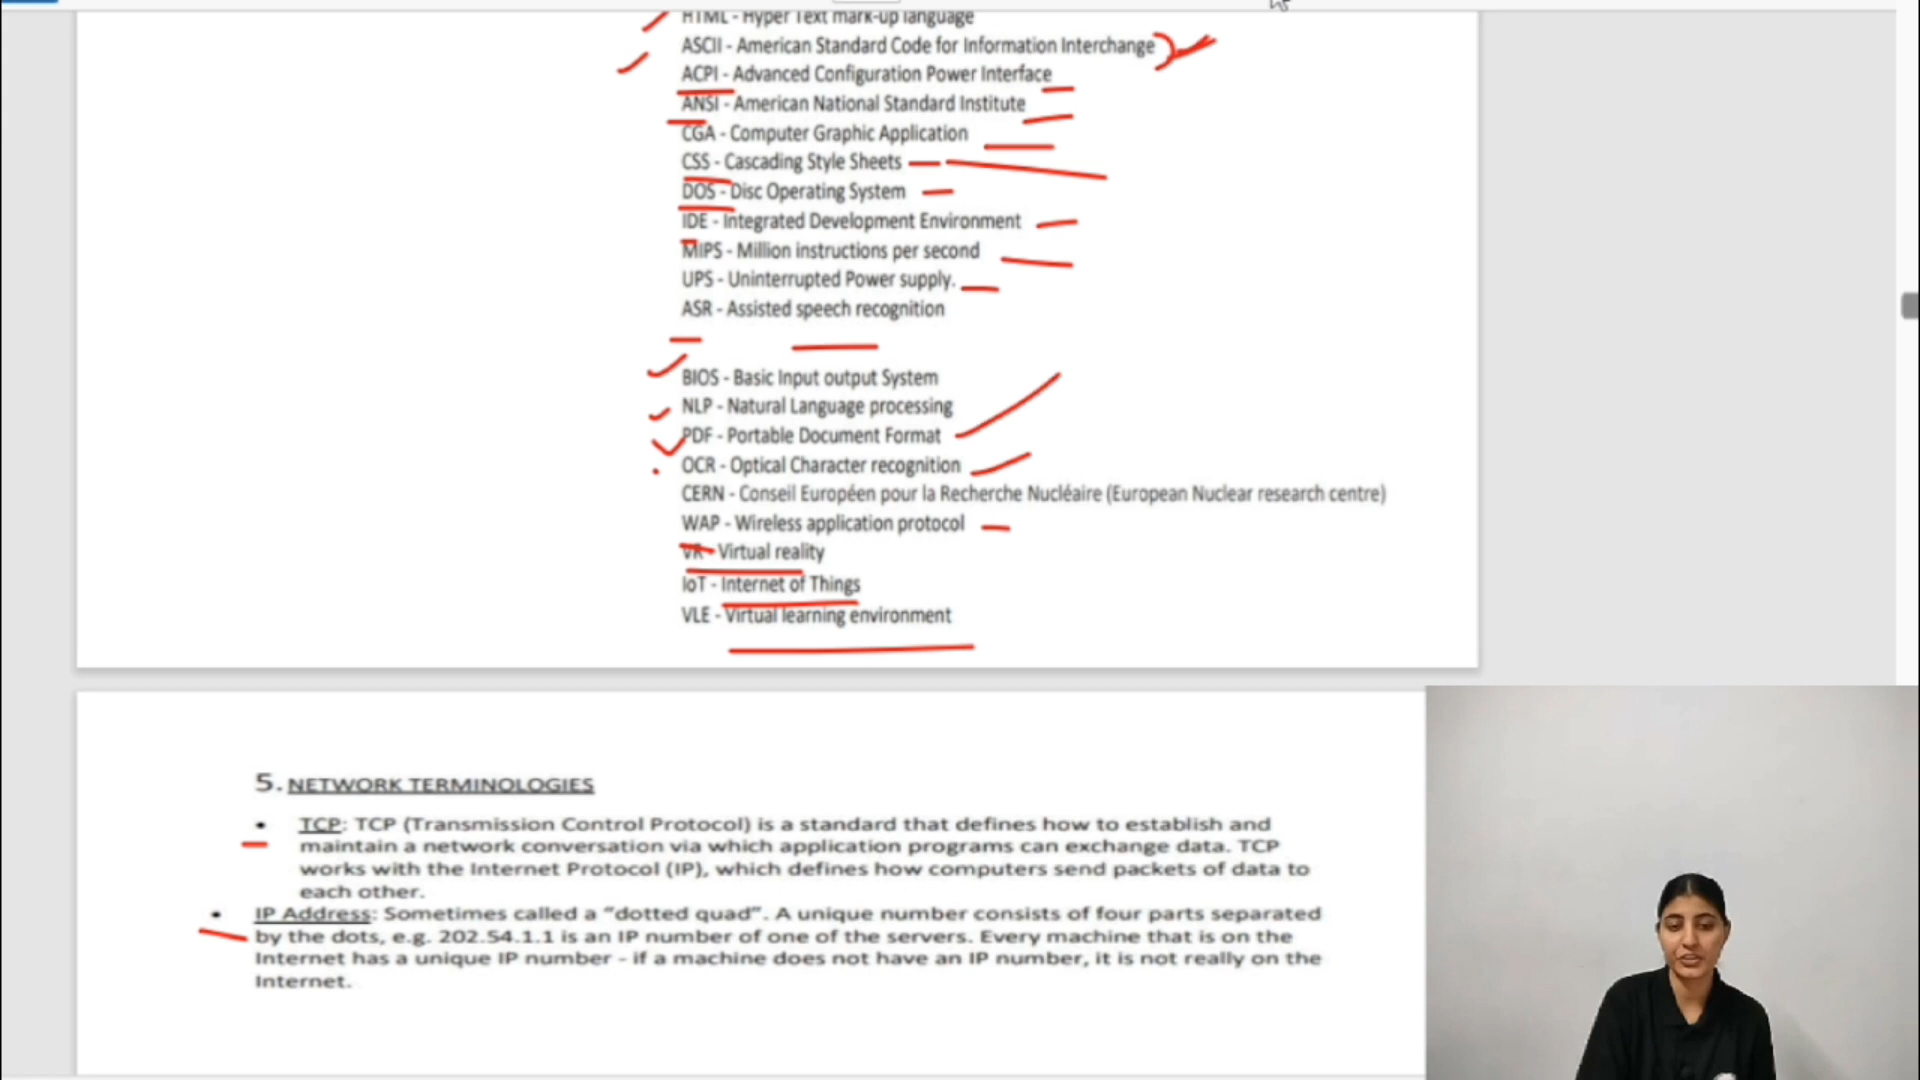 HTML - Hyper Text mark-up language
ASCII - American Standard Code for Information Interchange
ACPI - Advanced Configuration Power Interface
ANSI - American National Standard Institute
CGA - Computer Graphic Application
CSS - Cascading Style Sheets
DOS - Disc Operating System
IDE - Integrated Development Environment
MIPS - Million instructions per second
UPS - Uninterrupted Power supply.
ASR - Assisted speech recognition
BIOS - Basic Input output System
NLP - Natural Language processing
PDF - Portable Document Format
OCR - Optical Character recognition
CERN - Conseil Européen pour la Recherche Nucléaire (European Nuclear research centre)
WAP - Wireless application protocol
VR - Virtual reality
IoT - Internet of Things
VLE - Virtual learning environment
5. NETWORK TERMINOLOGIES
• TCP: TCP (Transmission Control Protocol) is a standard that defines how to establish and
maintain a network conversation via which application programs can exchange data. TCP
works with the Internet Protocol (IP), which defines how computers send packets of data to
each other.
• IP Address: Sometimes called a “dotted quad”. A unique number consists of four parts separated
by the dots, e.g. 202.54.1.1 is an IP number of one of the servers. Every machine that is on the
Internet has a unique IP number - if a machine does not have an IP number, it is not really on the
Internet.